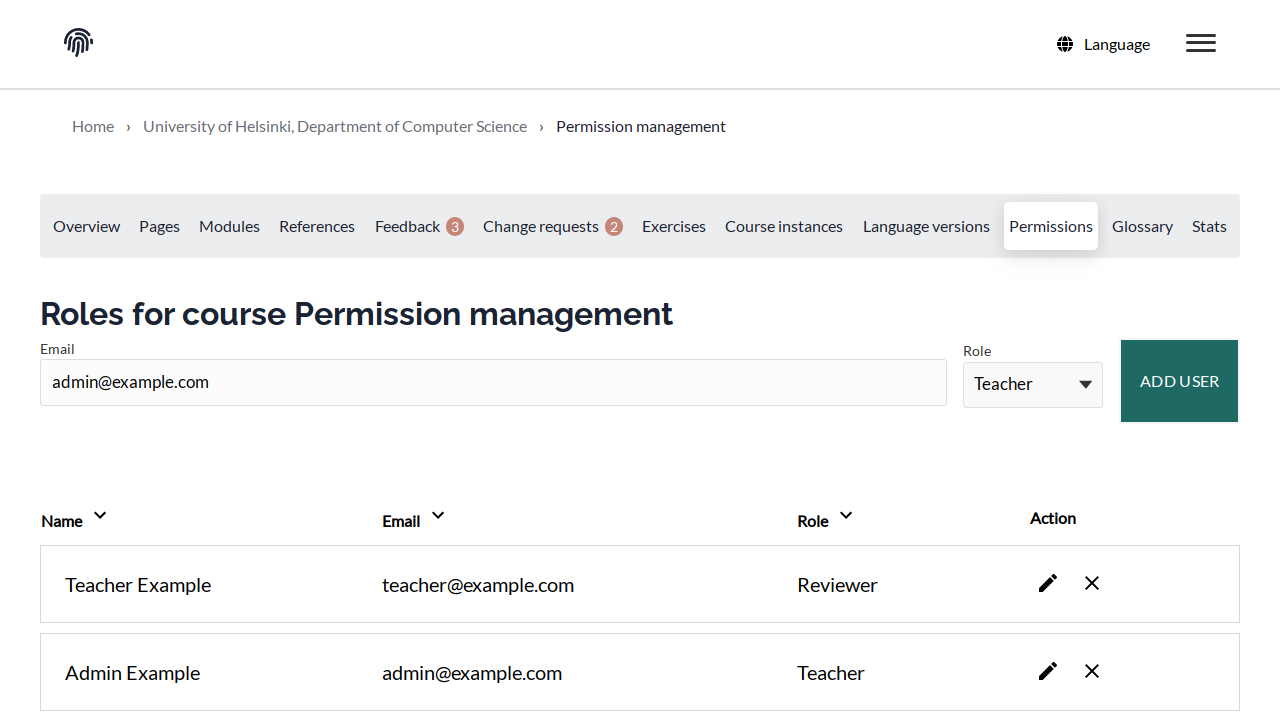 Language
Home › University of Helsinki, Department of Computer Science › Permission management
Overview Pages Modules References Feedback 3 Change requests 2 Exercises Course instances Language versions Permissions Glossary Stats
Roles for course Permission management
Email
admin@example.com
Role
Teacher
ADD USER
Name Email Role Action
Teacher Example teacher@example.com Reviewer
Admin Example admin@example.com Teacher